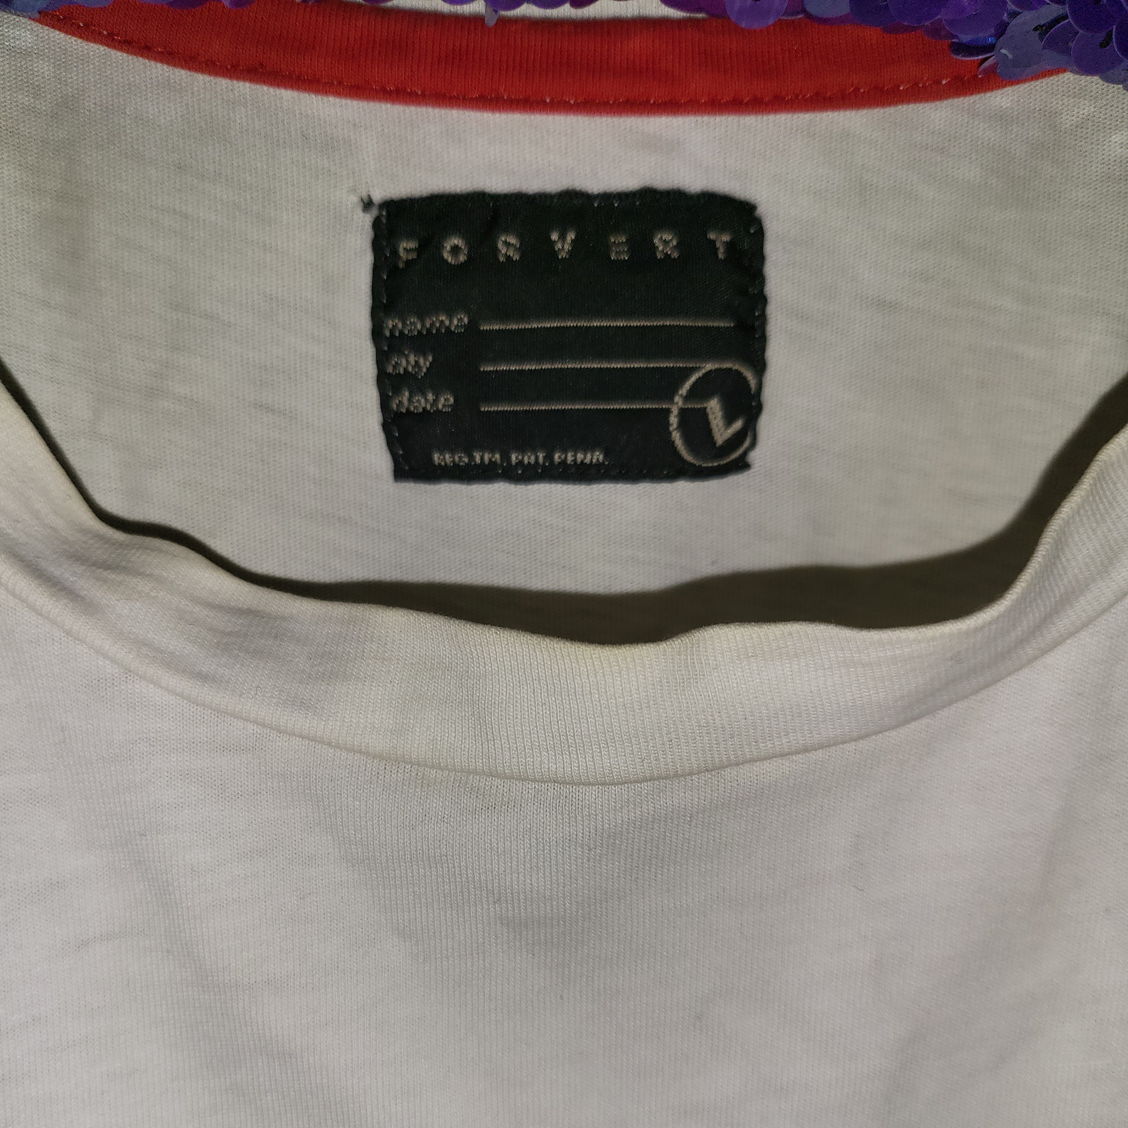 FORVERT
name
qty
date
L
REG.TM. PAT. PEND.